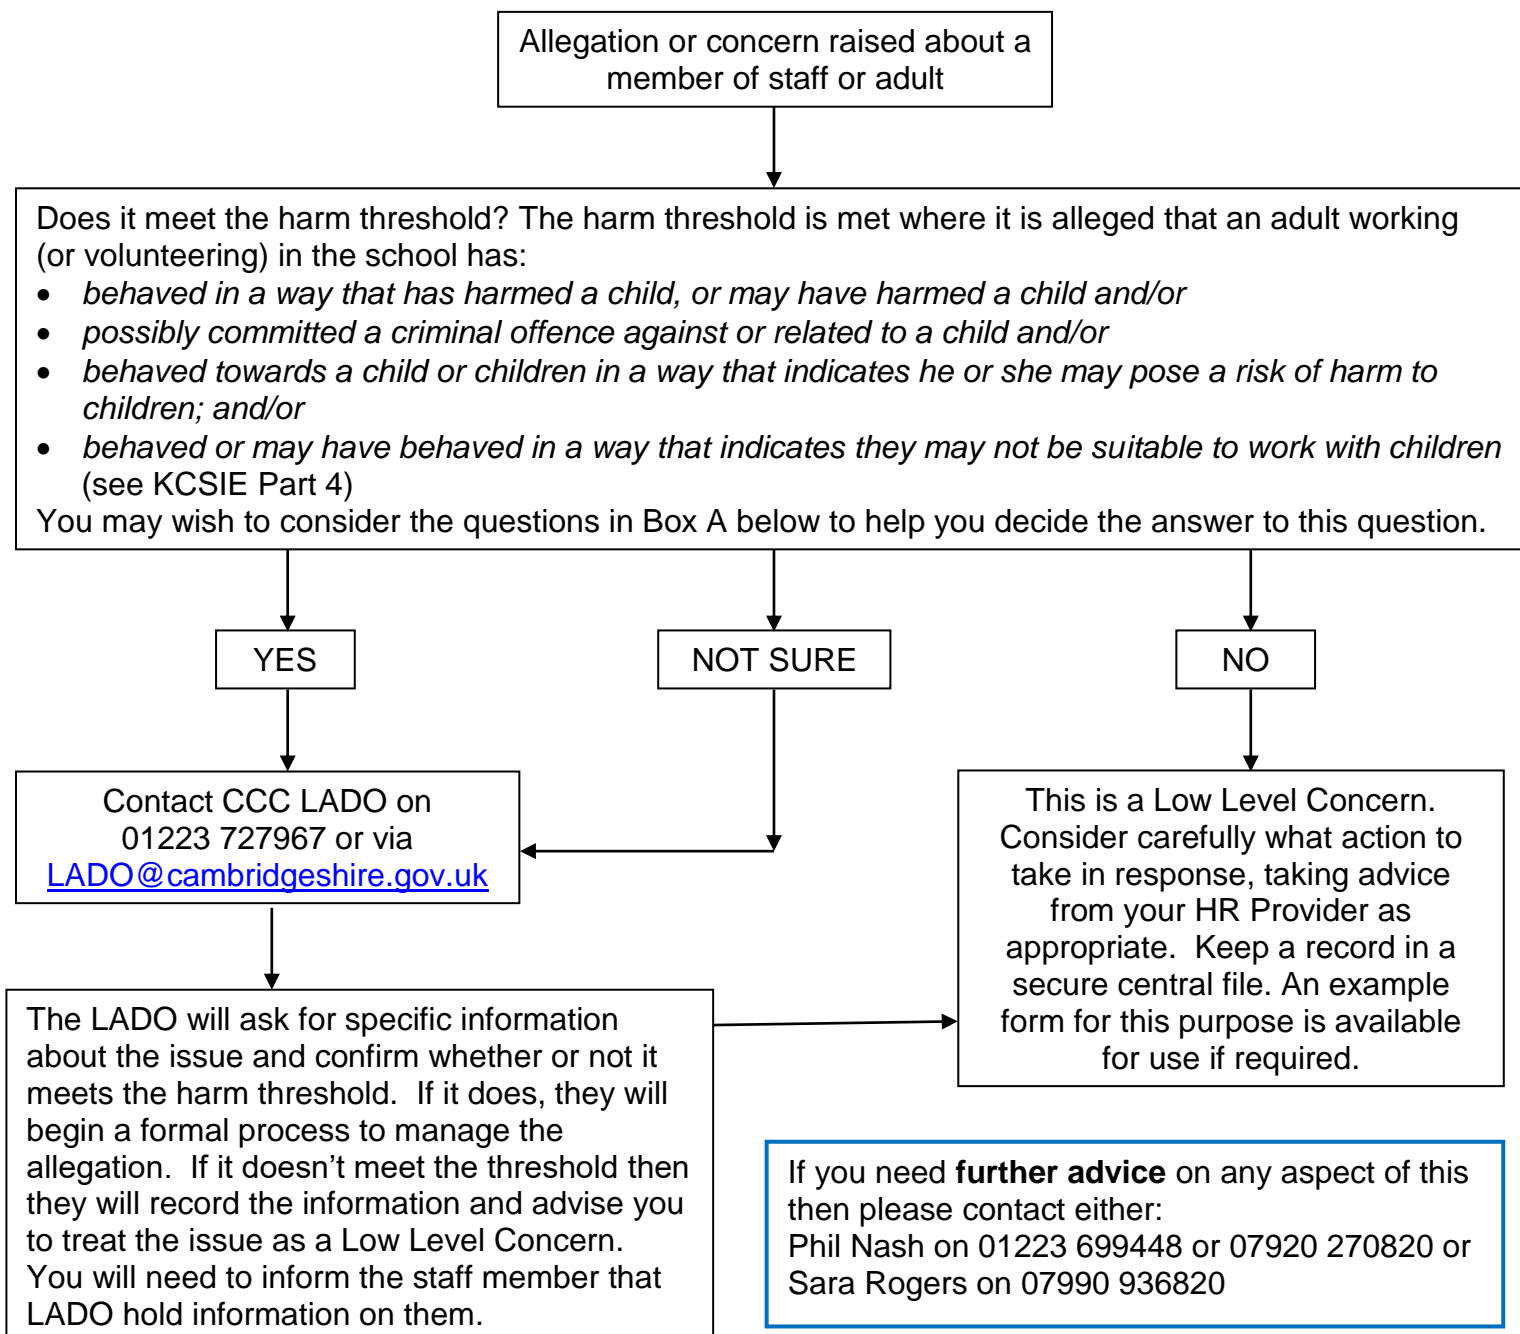 Allegation or concern raised about a
member of staff or adult
Does it meet the harm threshold? The harm threshold is met where it is alleged that an adult working
(or volunteering) in the school has:
• behaved in a way that has harmed a child, or may have harmed a child and/or
• possibly committed a criminal offence against or related to a child and/or
• behaved towards a child or children in a way that indicates he or she may pose a risk of harm to
children; and/or
• behaved or may have behaved in a way that indicates they may not be suitable to work with children
(see KCSIE Part 4)
You may wish to consider the questions in Box A below to help you decide the answer to this question.
YES
NOT SURE
NO
Contact CCC LADO on
01223 727967 or via
LADO@cambridgeshire.gov.uk
This is a Low Level Concern.
Consider carefully what action to
take in response, taking advice
from your HR Provider as
appropriate.  Keep a record in a
secure central file. An example
form for this purpose is available
for use if required.
The LADO will ask for specific information
about the issue and confirm whether or not it
meets the harm threshold.  If it does, they will
begin a formal process to manage the
allegation.  If it doesn't meet the threshold then
they will record the information and advise you
to treat the issue as a Low Level Concern.
You will need to inform the staff member that
LADO hold information on them.
If you need further advice on any aspect of this
then please contact either:
Phil Nash on 01223 699448 or 07920 270820 or
Sara Rogers on 07990 936820